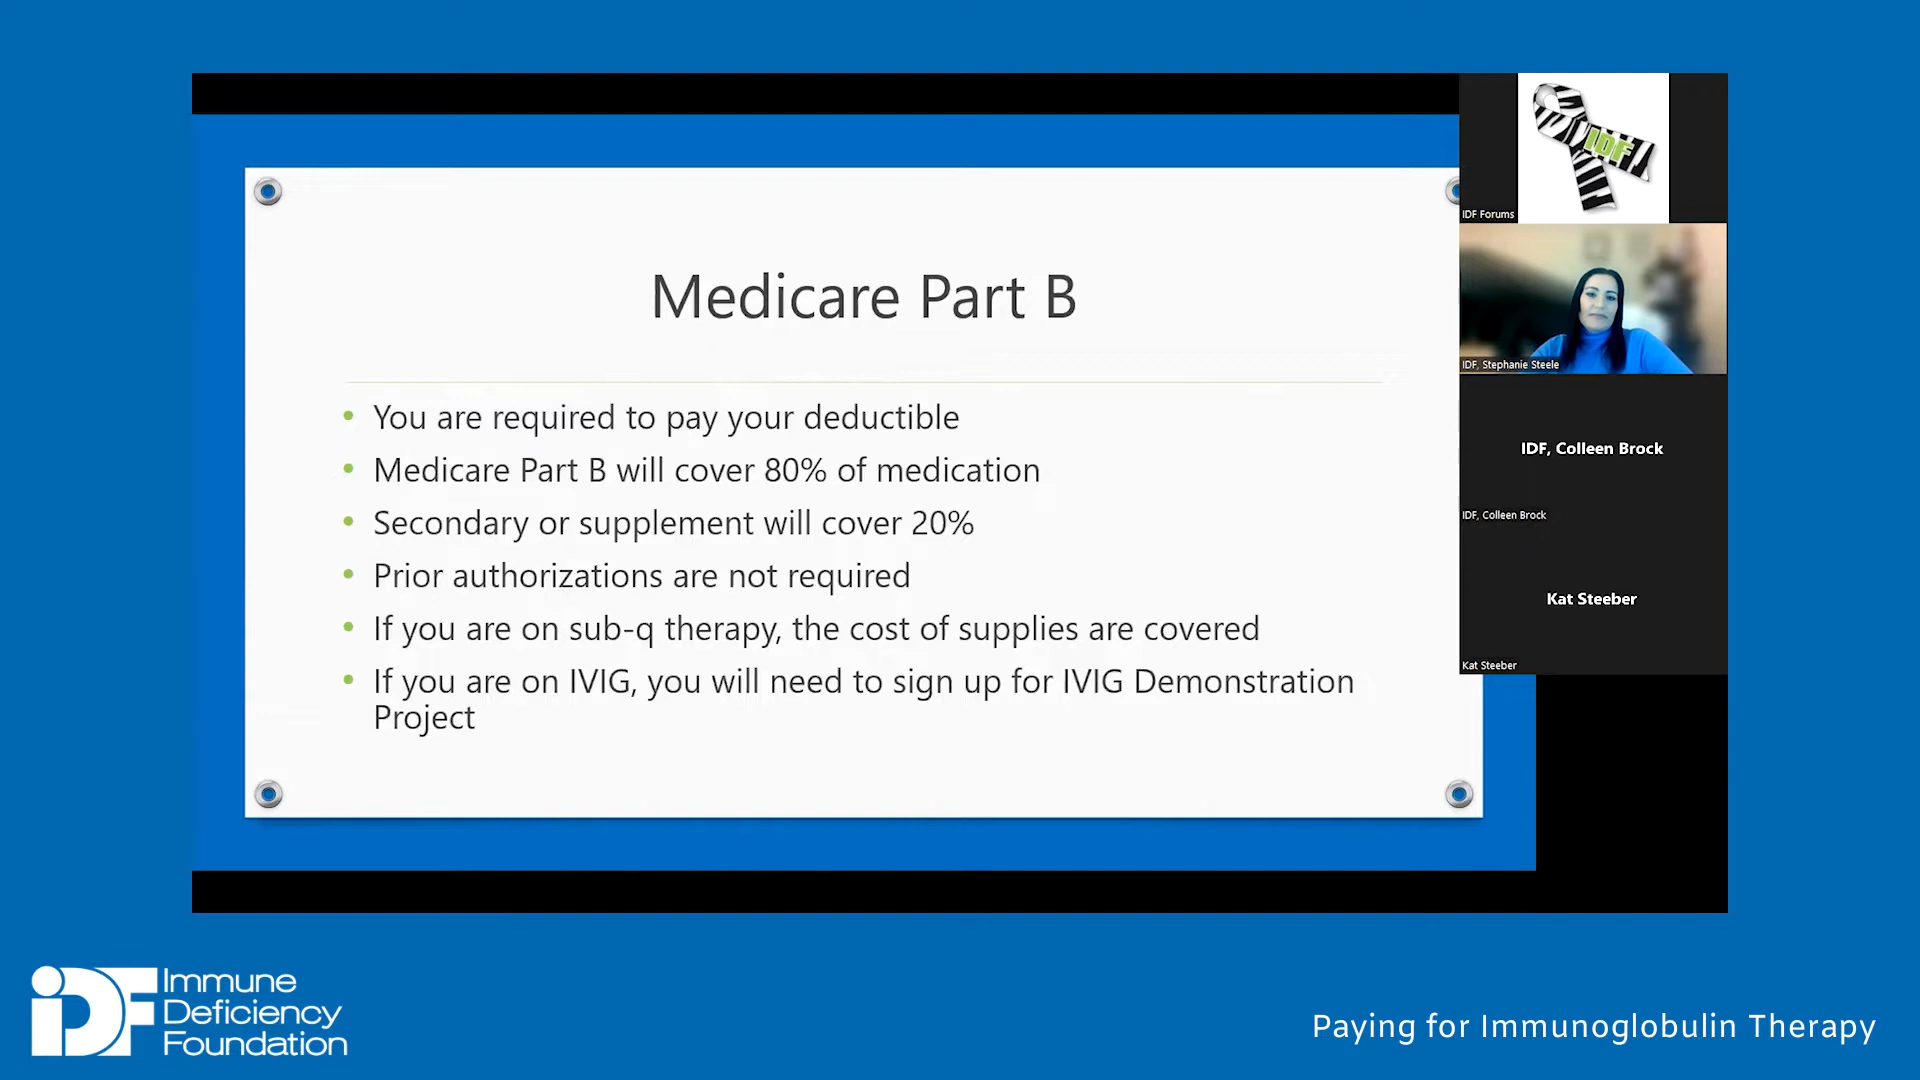 Medicare Part B
• You are required to pay your deductible
• Medicare Part B will cover 80% of medication
• Secondary or supplement will cover 20%
• Prior authorizations are not required
• If you are on sub-q therapy, the cost of supplies are covered
• If you are on IVIG, you will need to sign up for IVIG Demonstration
Project
IDF
IDF Forums
IDF, Stephanie Steele
IDF, Colleen Brock
IDF, Colleen Brock
Kat Steeber
Kat Steeber
iDF
Immune
Deficiency
Foundation
Paying for Immunoglobulin Therapy